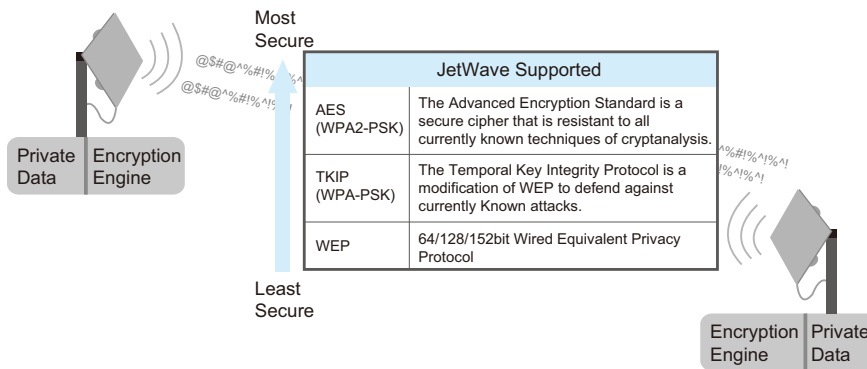 Most
Secure
@$#@^%#!%^!%^!
@$#@^%#!%^!%^!
JetWave Supported
AES
(WPA2-PSK)
The Advanced Encryption Standard is a
secure cipher that is resistant to all
currently known techniques of cryptanalysis.
TKIP
(WPA-PSK)
The Temporal Key Integrity Protocol is a
modification of WEP to defend against
currently Known attacks.
WEP
64/128/152bit Wired Equivalent Privacy
Protocol
Least
Secure
Private
Data
Encryption
Engine
^%#!%^!%^!
!%^!%^!
Encryption
Engine
Private
Data